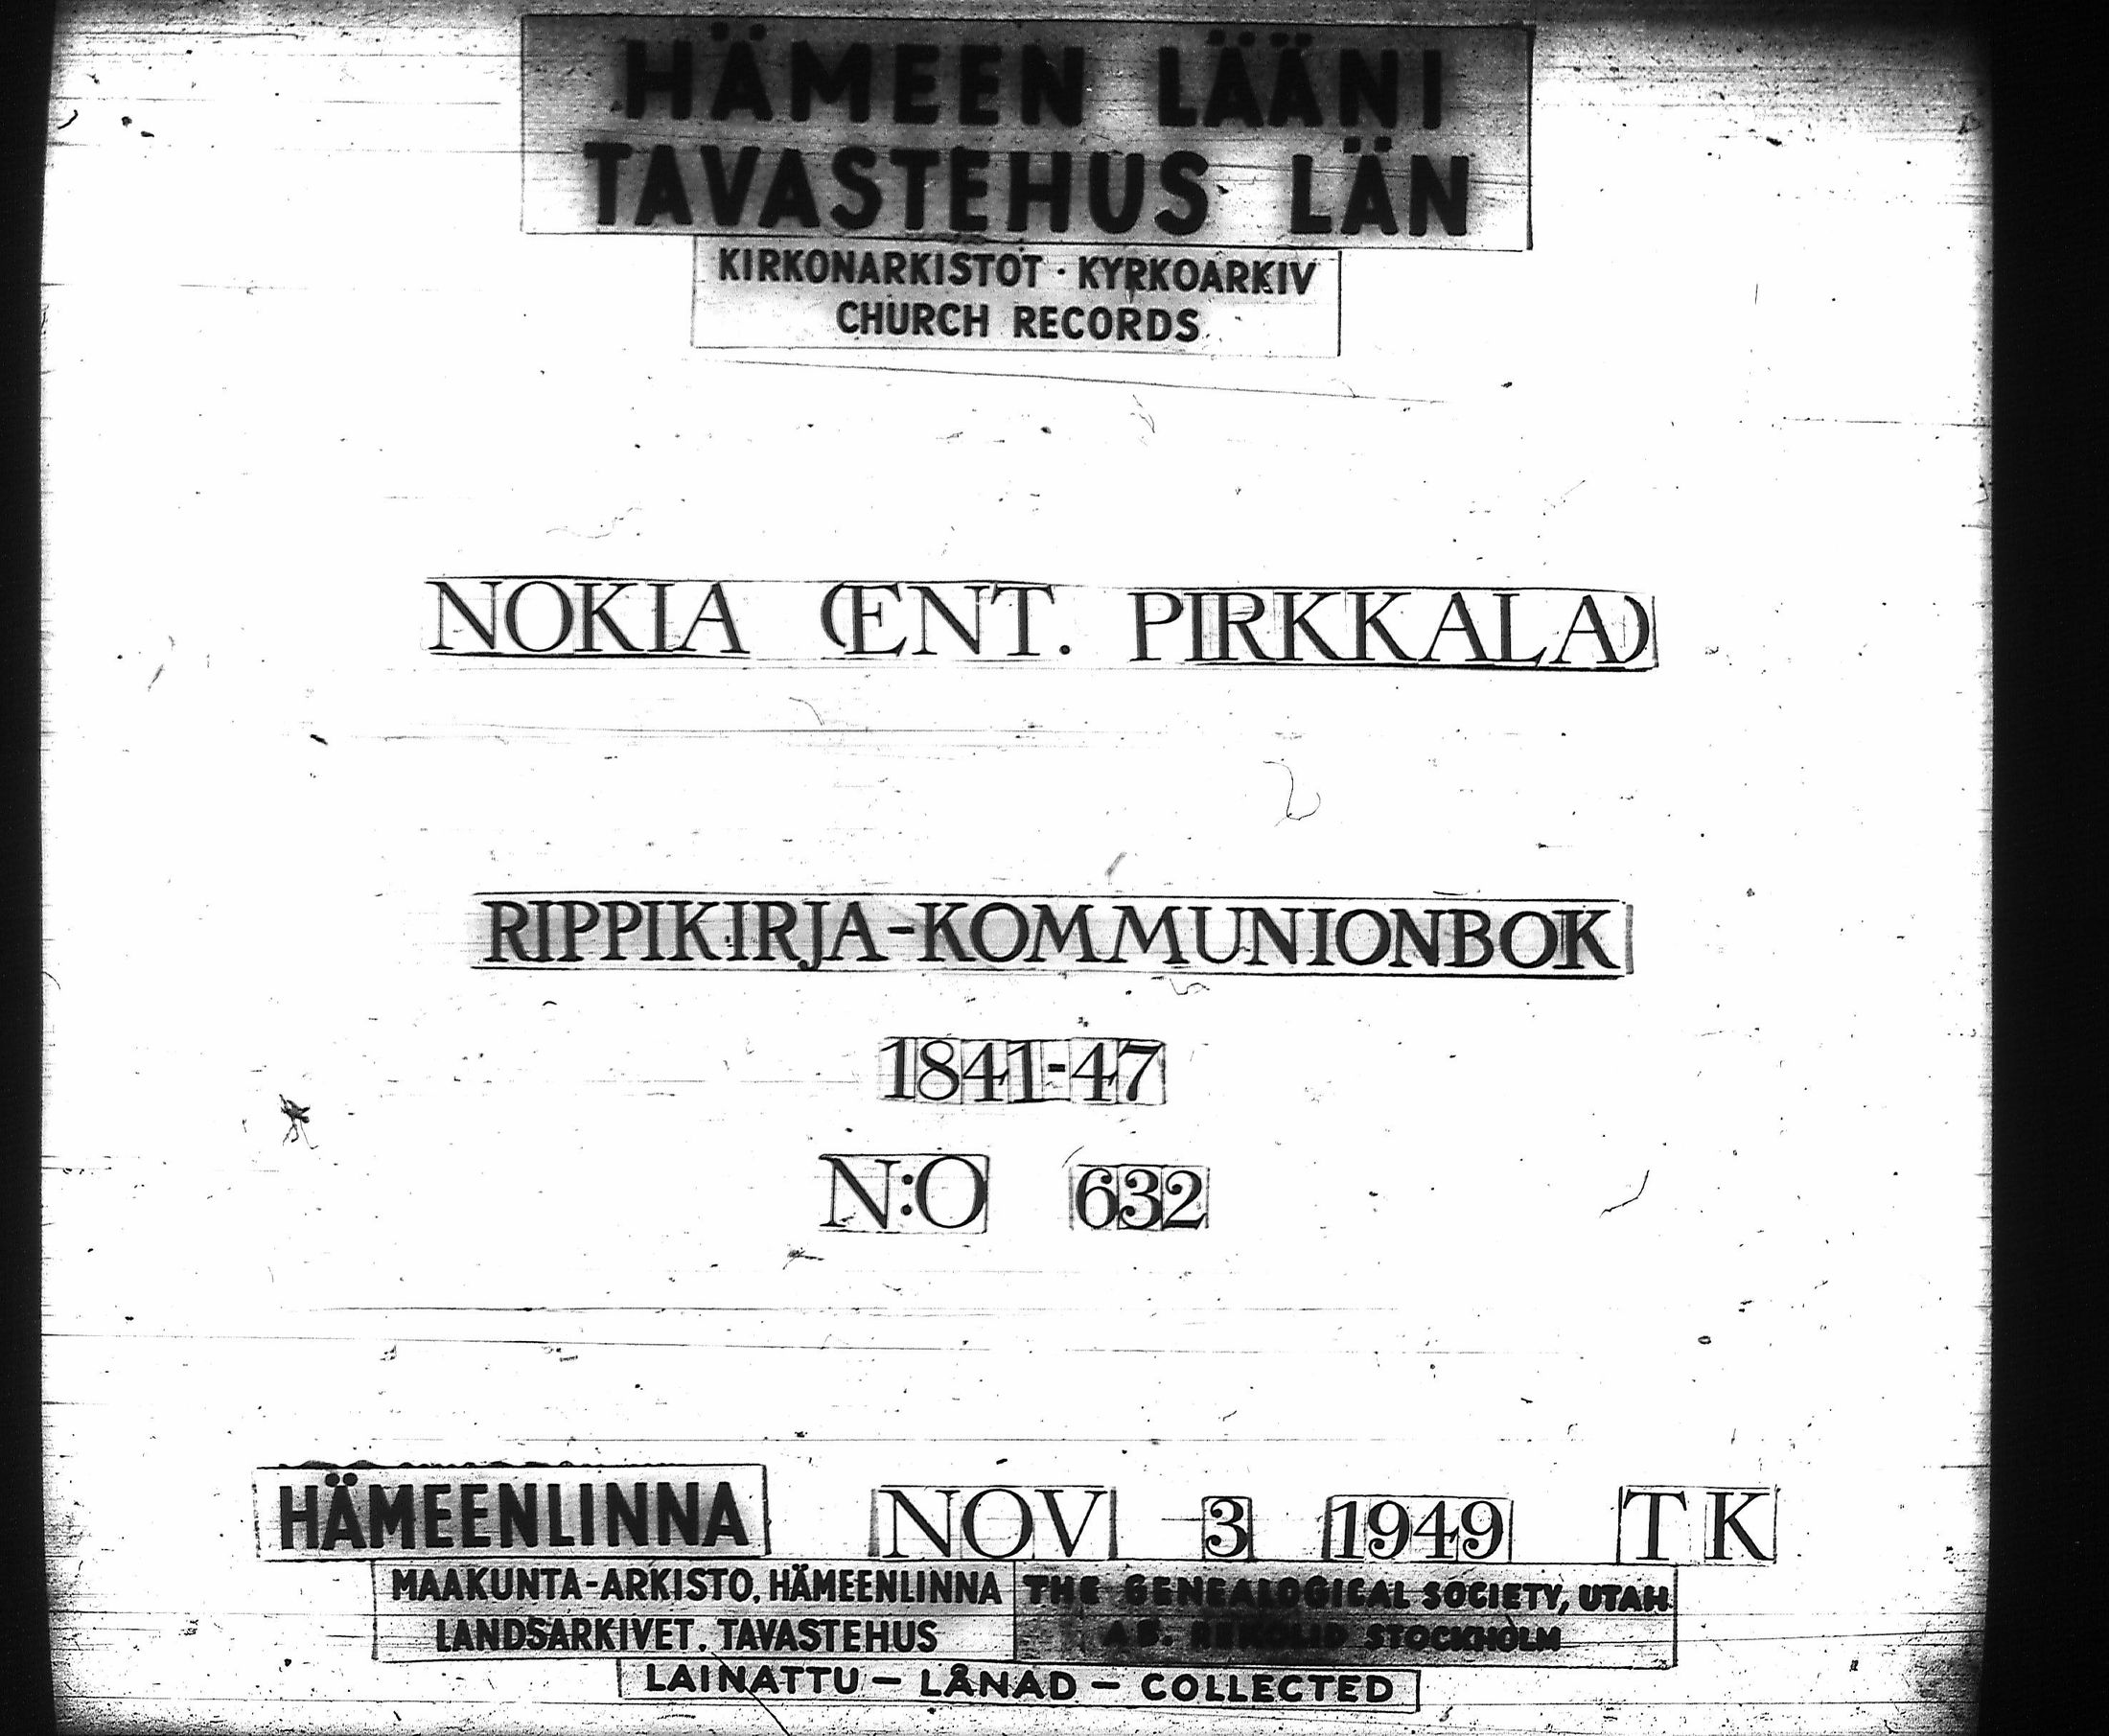 HÄMEEN LÄÄNI
TAVASTEHUS LÄN
KIRKONARKISTOT · KYRKOARKIV
CHURCH RECORDS
NOKIA (ENT. PIRKKALA)
RIPPIKIRJA-KOMMUNIONBOK
1841-47
N:O 632
HÄMEENLINNA NOV 3 1949 TK
MAAKUNTA-ARKISTO, HÄMEENLINNA THE GENEALOGICAL SOCIETY, UTAH
LANDSARKIVET, TAVASTEHUS A.B. STOCKHOLM
LAINATTU - LÅNAD - COLLECTED